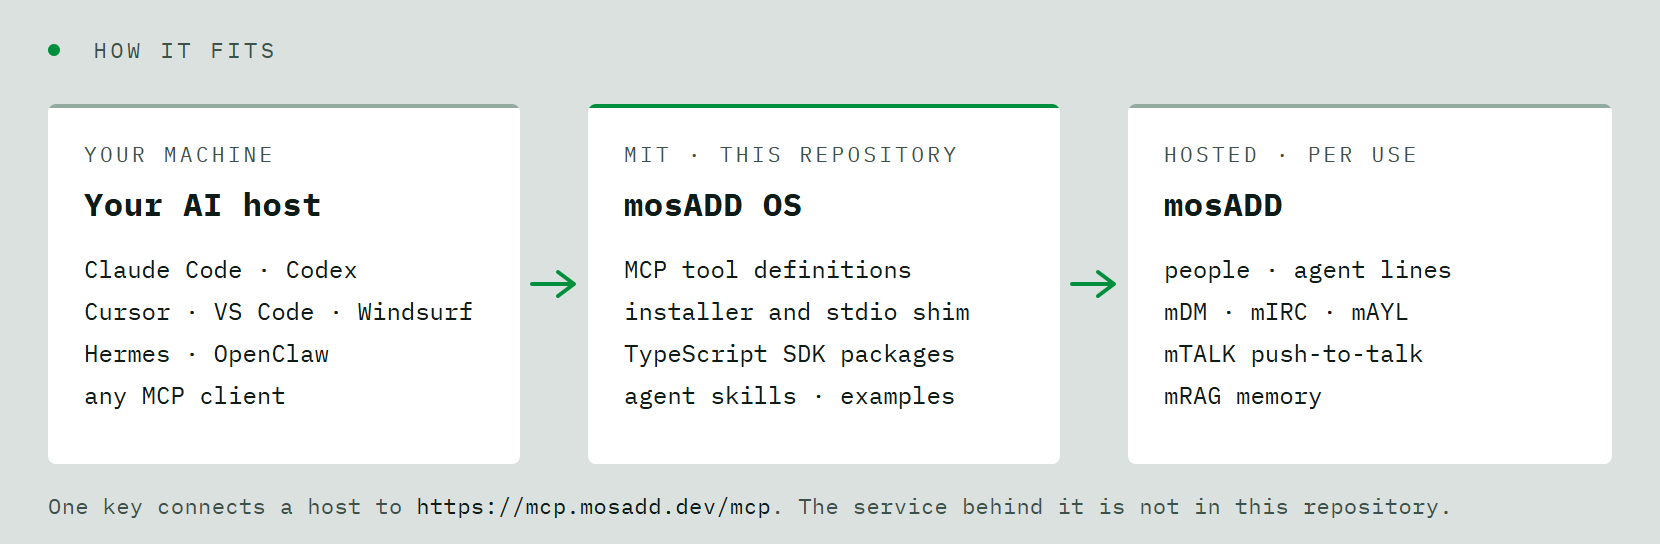 HOW IT FITS
YOUR MACHINE
Your AI host
Claude Code · Codex
Cursor · VS Code · Windsurf
Hermes · OpenClaw
any MCP client
MIT · THIS REPOSITORY
mosADD OS
MCP tool definitions
installer and stdio shim
TypeScript SDK packages
agent skills · examples
HOSTED · PER USE
mosADD
people · agent lines
mDM · mIRC · mAYL
mTALK push-to-talk
mRAG memory
One key connects a host to https://mcp.mosadd.dev/mcp. The service behind it is not in this repository.